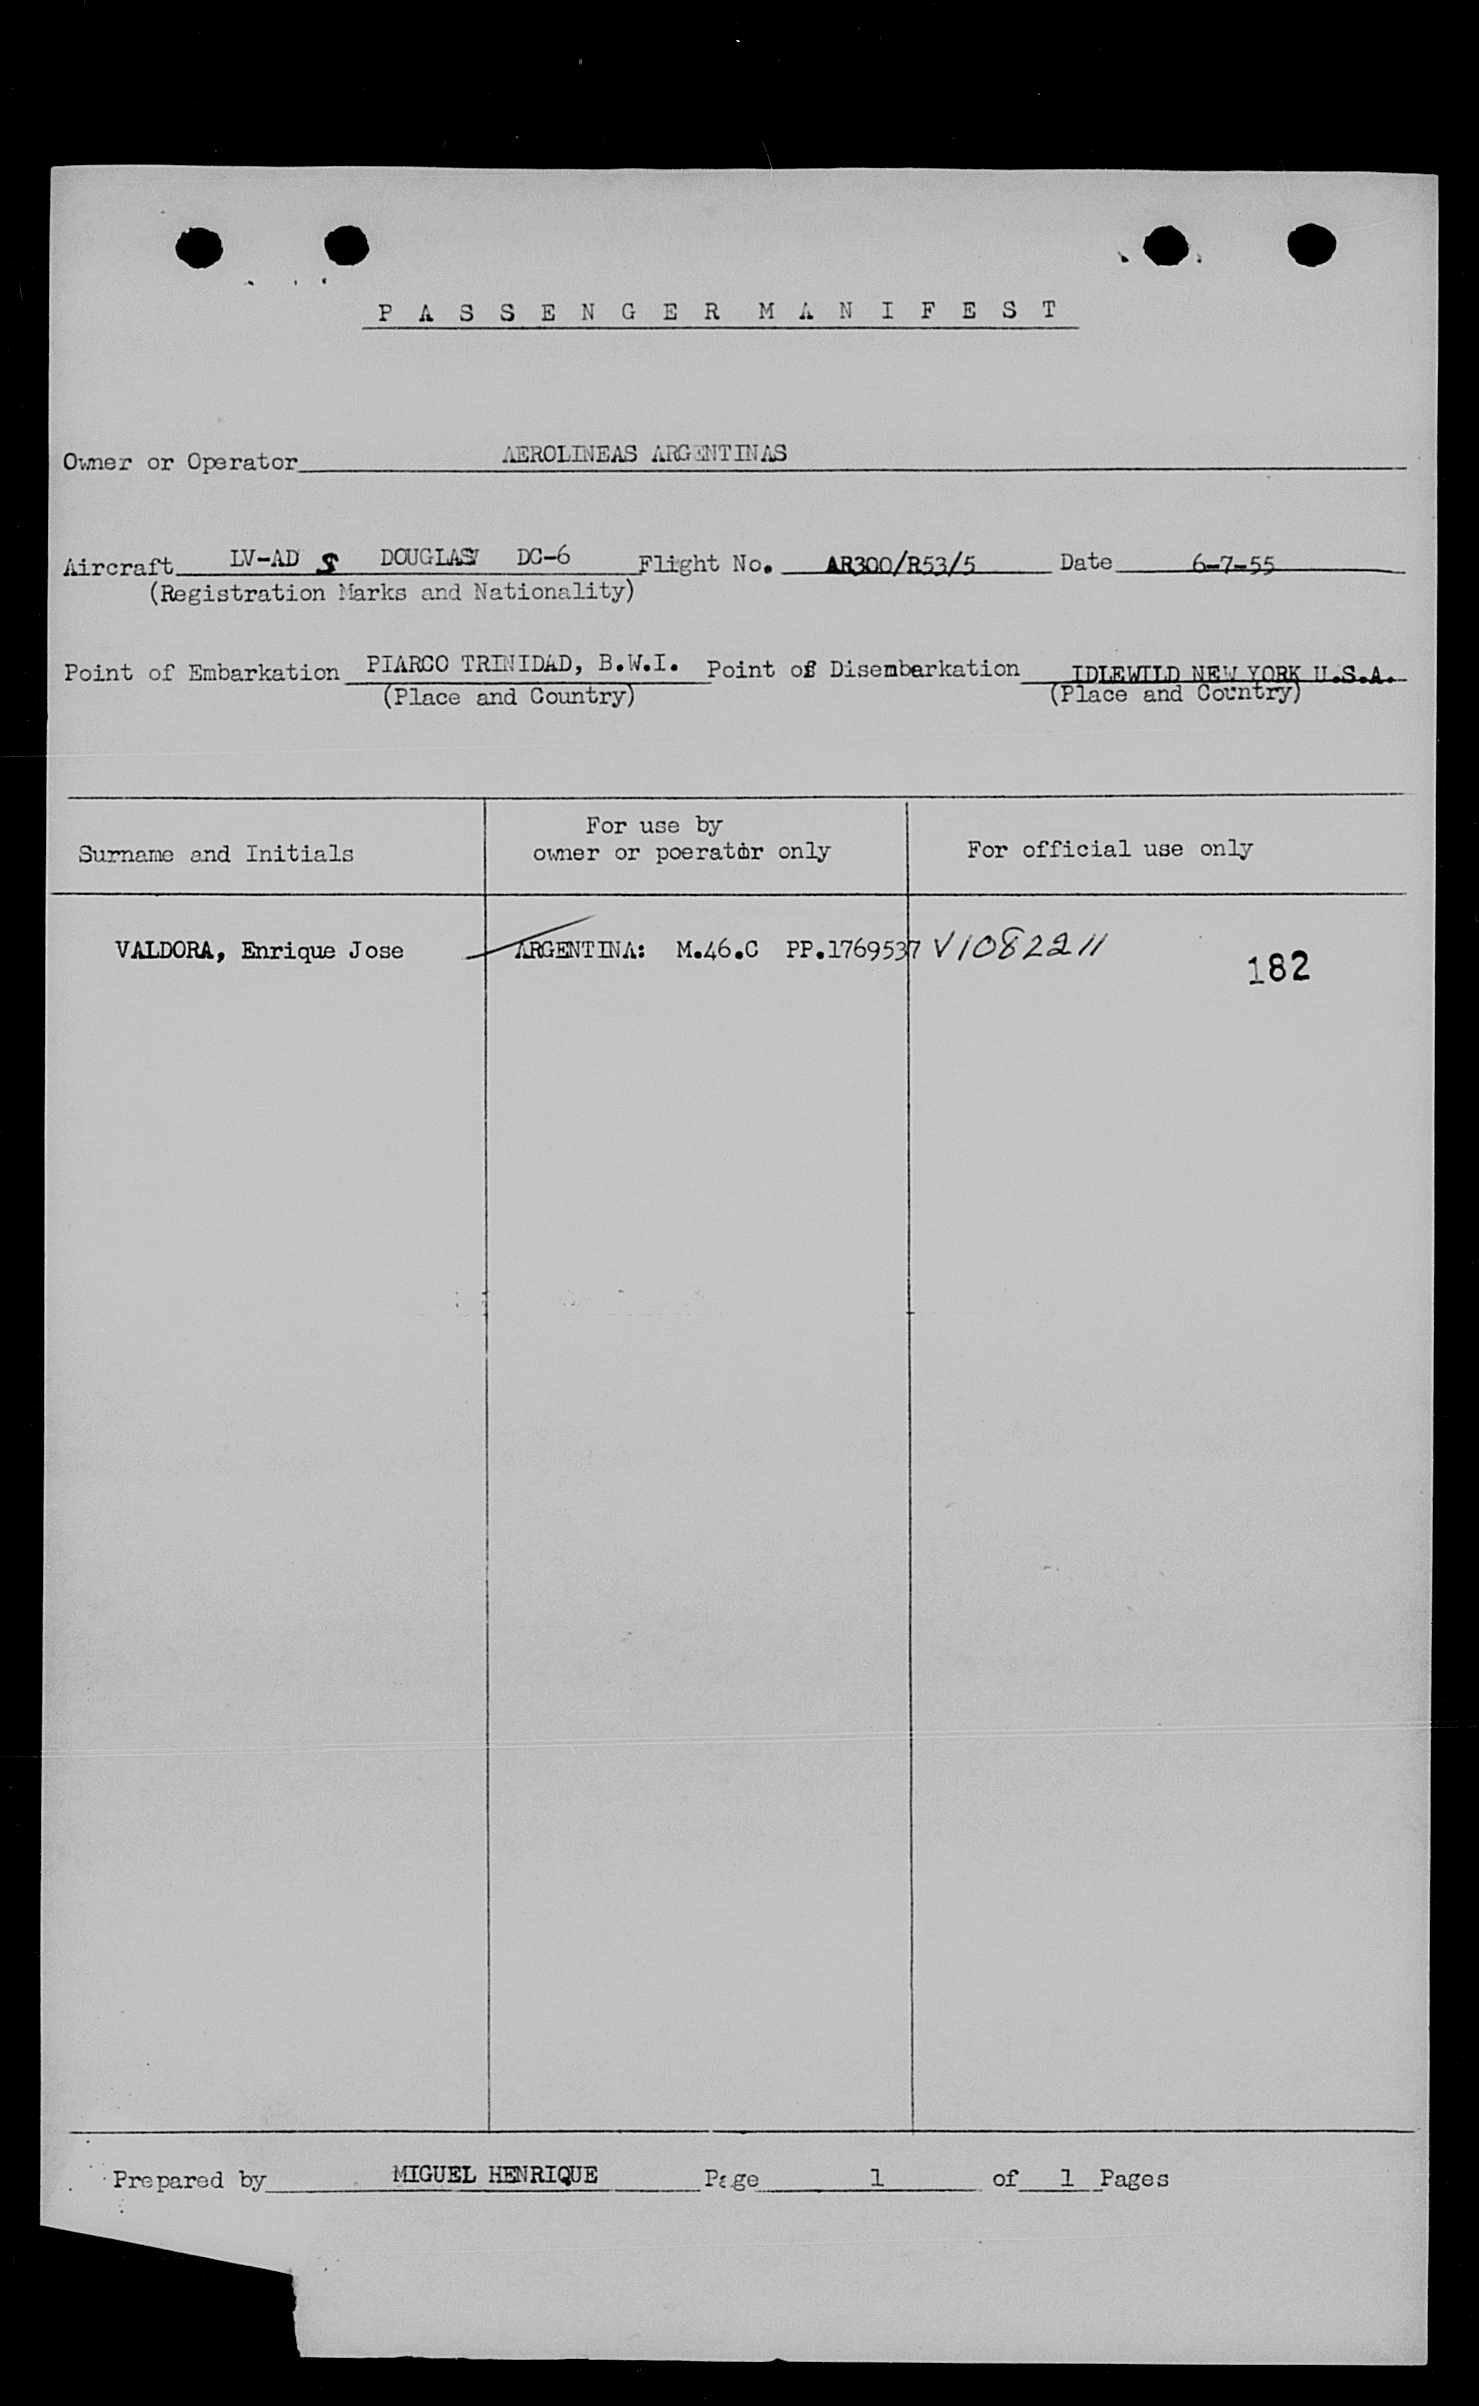 PASSENGER MANIFEST
Owner or Operator AEROLINEAS ARGENTINAS
Aircraft LV-AD S DOUGLAS DC-6 Flight No. AR300/R53/5 Date 6-7-55
(Registration Marks and Nationality)
Point of Embarkation PIARCO TRINIDAD, B.W.I. Point of Disembarkation IDLEWILD NEW YORK U.S.A.
(Place and Country) (Place and Country)
For use by
Surname and Initials owner or poerator only For official use only
VALDORA, Enrique Jose ARGENTINA: M.46.C PP.1769537 V1082211
182
Prepared by MIGUEL HENRIQUE Page 1 of 1 Pages